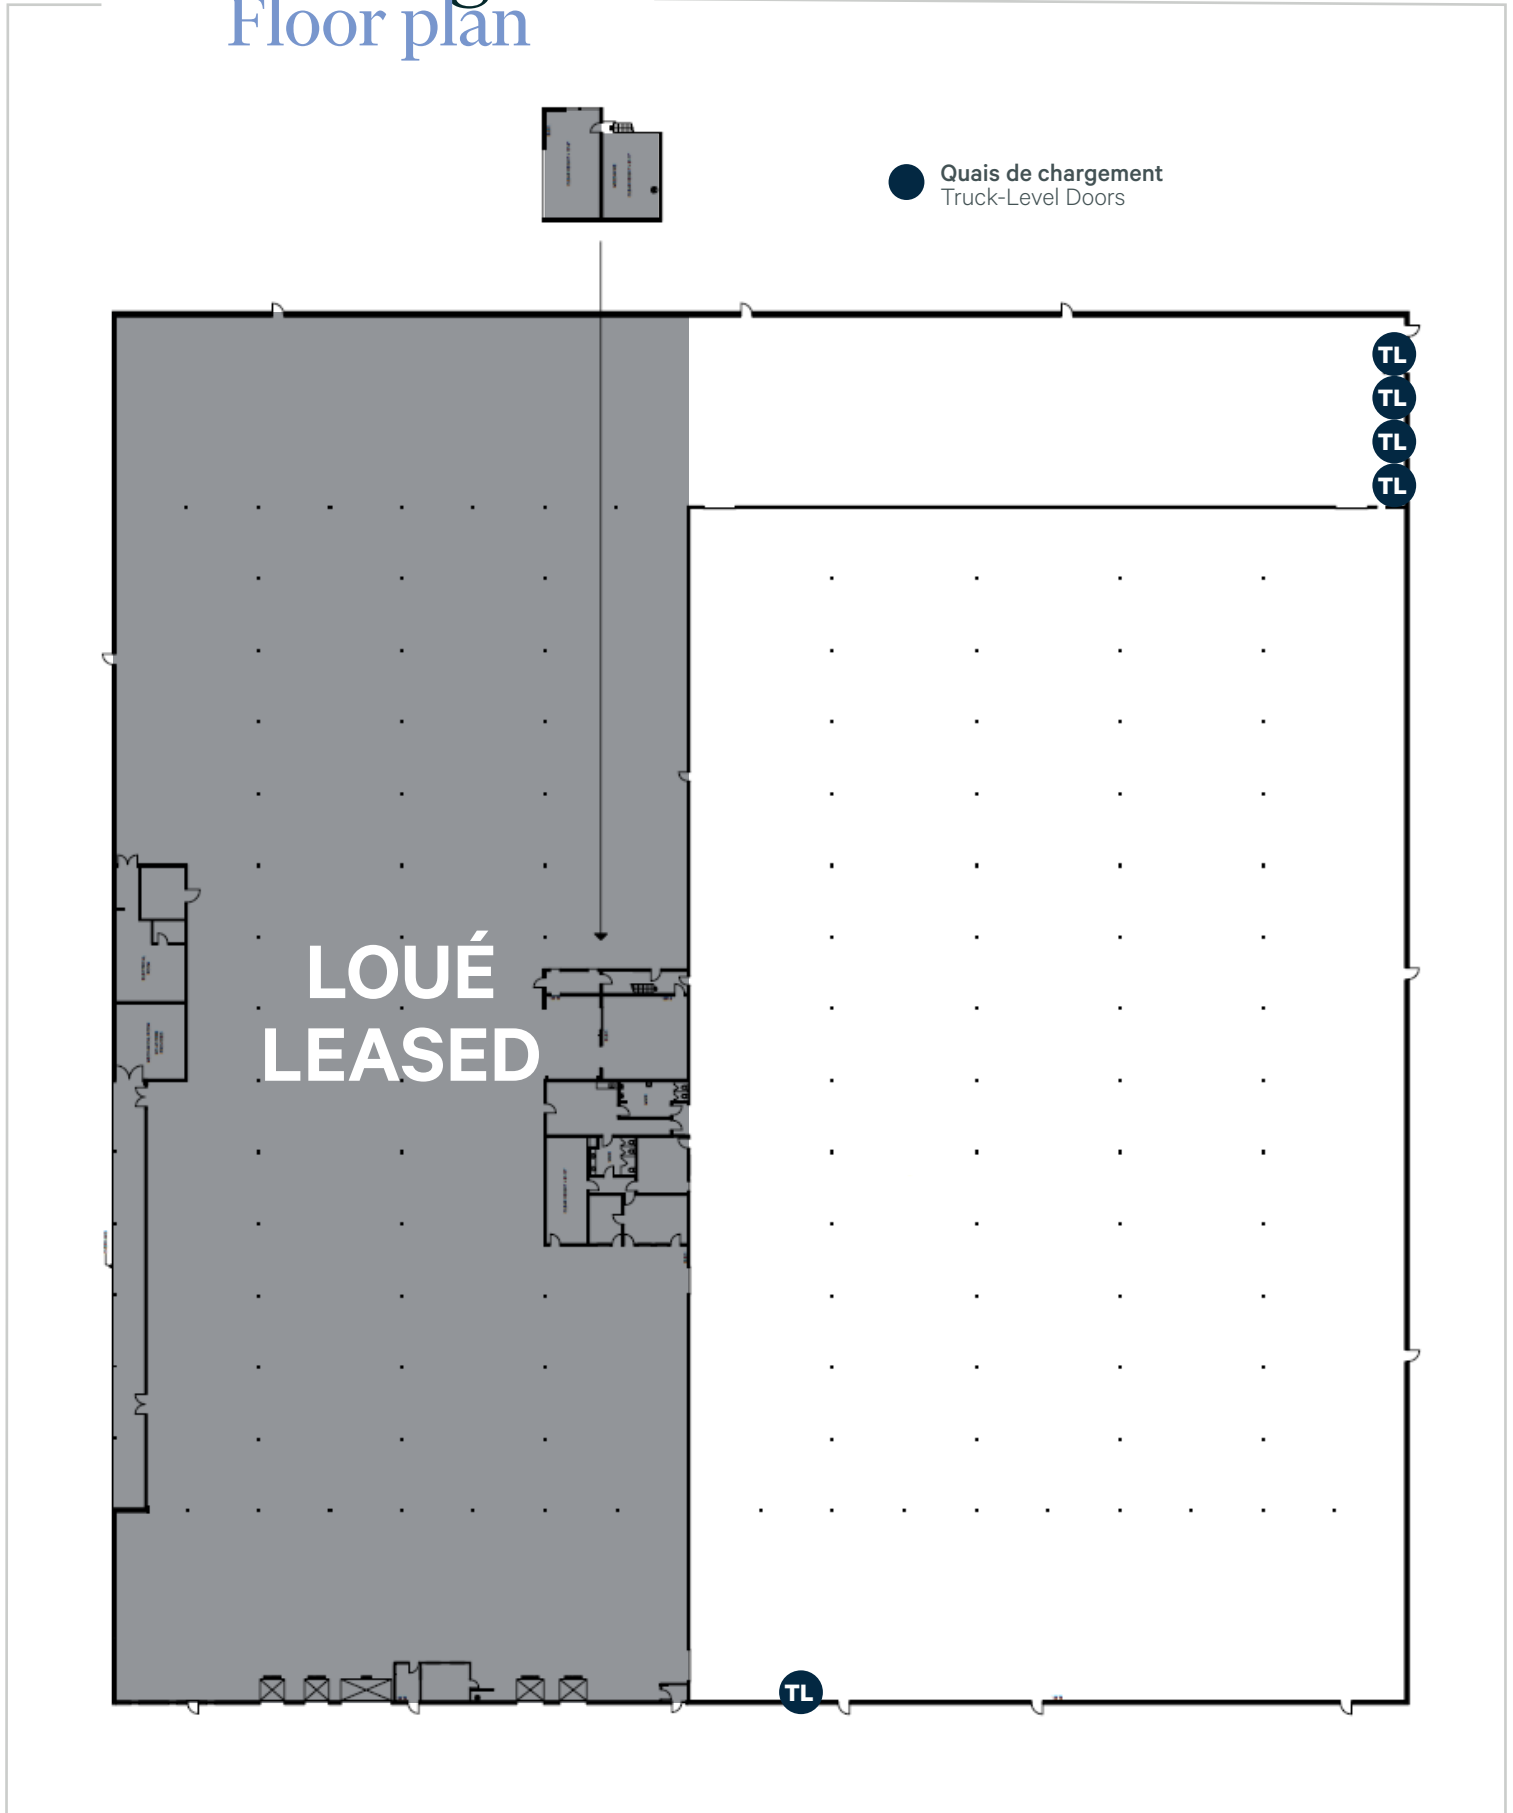 Floor plan
Quais de chargement
Truck-Level Doors
TL
TL
TL
TL
LOUÉ
LEASED
TL